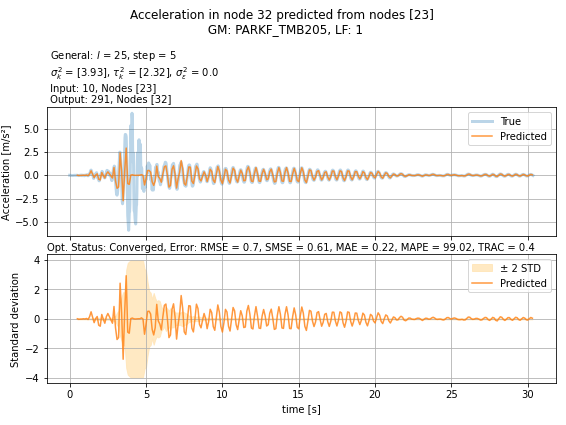 Acceleration in node 32 predicted from nodes [23]
GM: PARKF_TMB205, LF: 1
General: l = 25, step = 5
σ²ₖ = [3.93], τ²ₖ = [2.32], σ²ε = 0.0
Input: 10, Nodes [23]
Output: 291, Nodes [32]
Acceleration [m/s²]
5.0
2.5
0.0
−2.5
−5.0
True
Predicted
Opt. Status: Converged, Error: RMSE = 0.7, SMSE = 0.61, MAE = 0.22, MAPE = 99.02, TRAC = 0.4
Standard deviation
4
2
0
−2
−4
± 2 STD
Predicted
0 5 10 15 20 25 30
time [s]